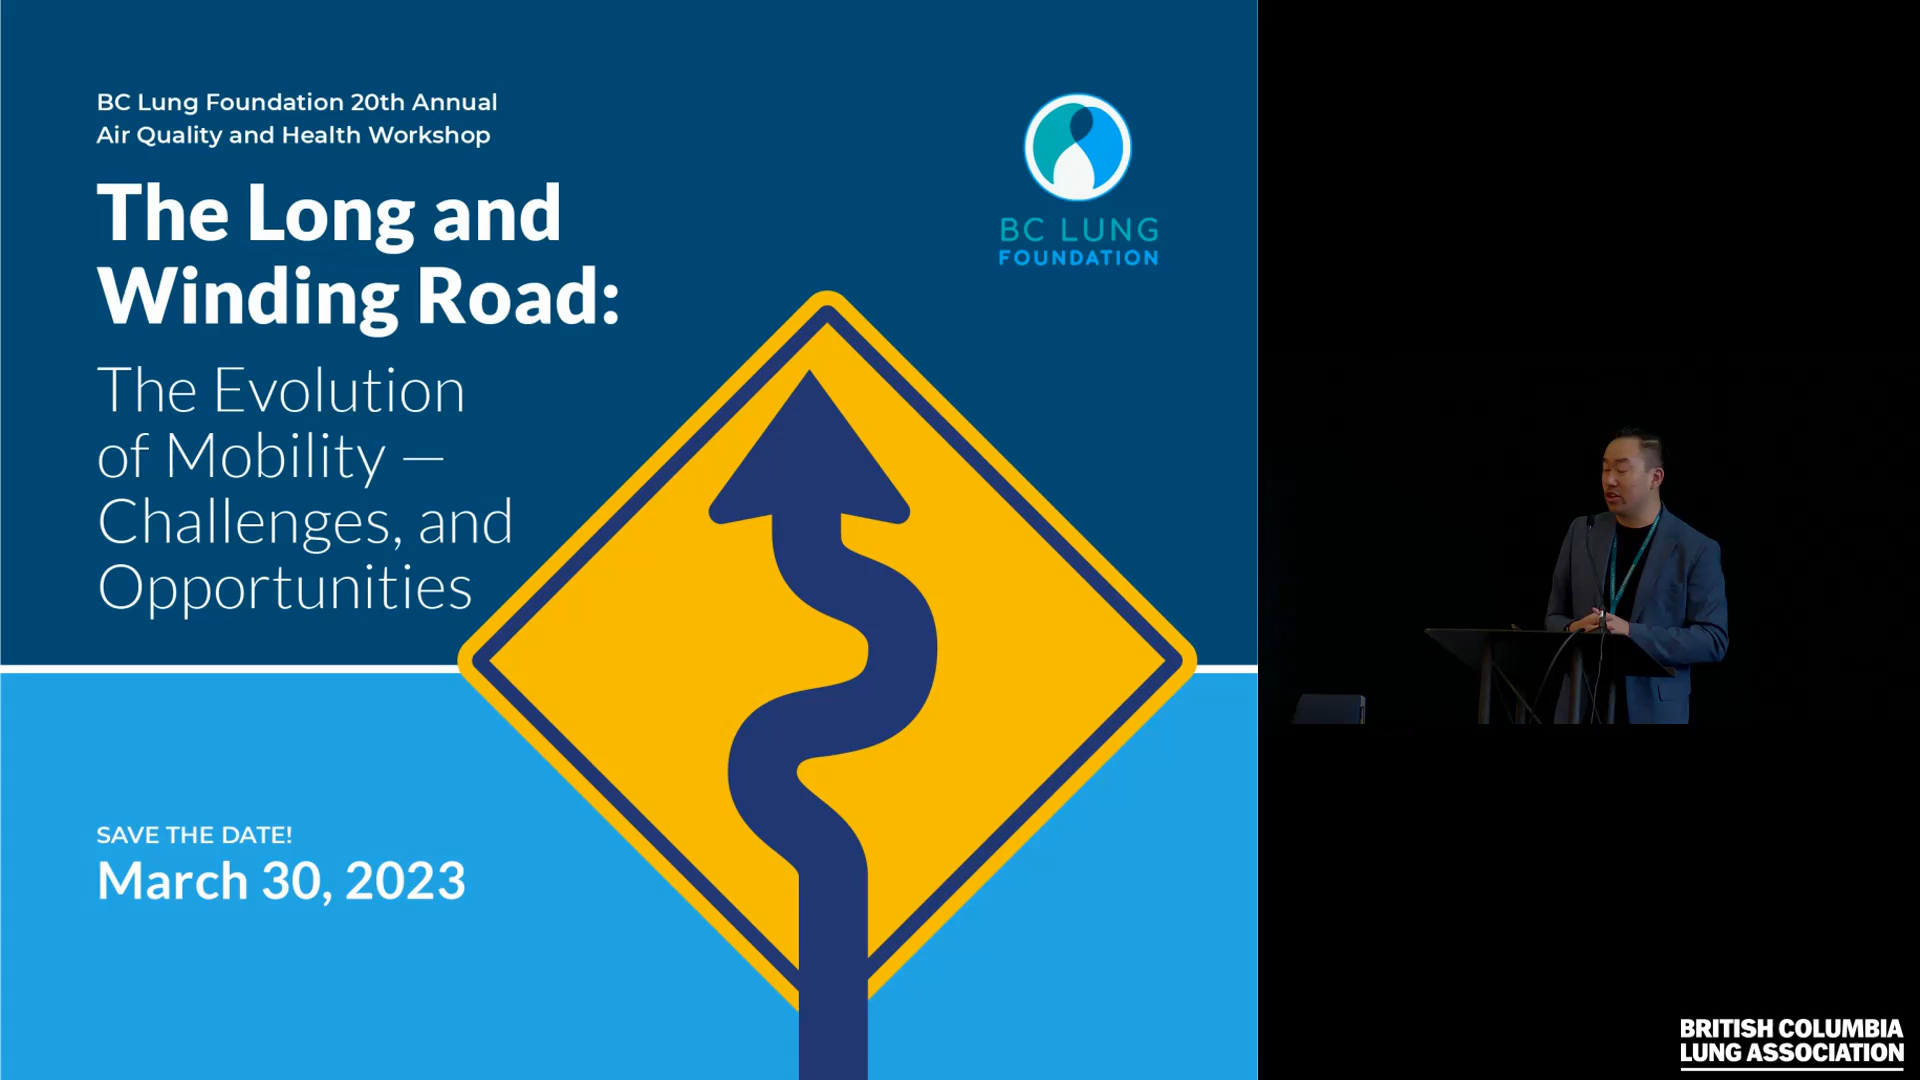 BC Lung Foundation 20th Annual
Air Quality and Health Workshop
The Long and
Winding Road:
The Evolution
of Mobility —
Challenges, and
Opportunities
SAVE THE DATE!
March 30, 2023
BC LUNG
FOUNDATION
BRITISH COLUMBIA
LUNG ASSOCIATION